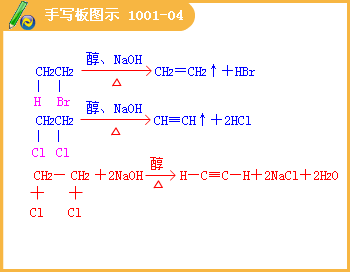 手写板图示 1001-04
醇、NaOH
CH2CH2 → CH2=CH2↑+HBr
△
H Br
醇、NaOH
CH2CH2 → CH≡CH↑+2HCl
△
Cl Cl
醇
CH2—CH2+2NaOH → H—C≡C—H+2NaCl+2H2O
△
Cl Cl